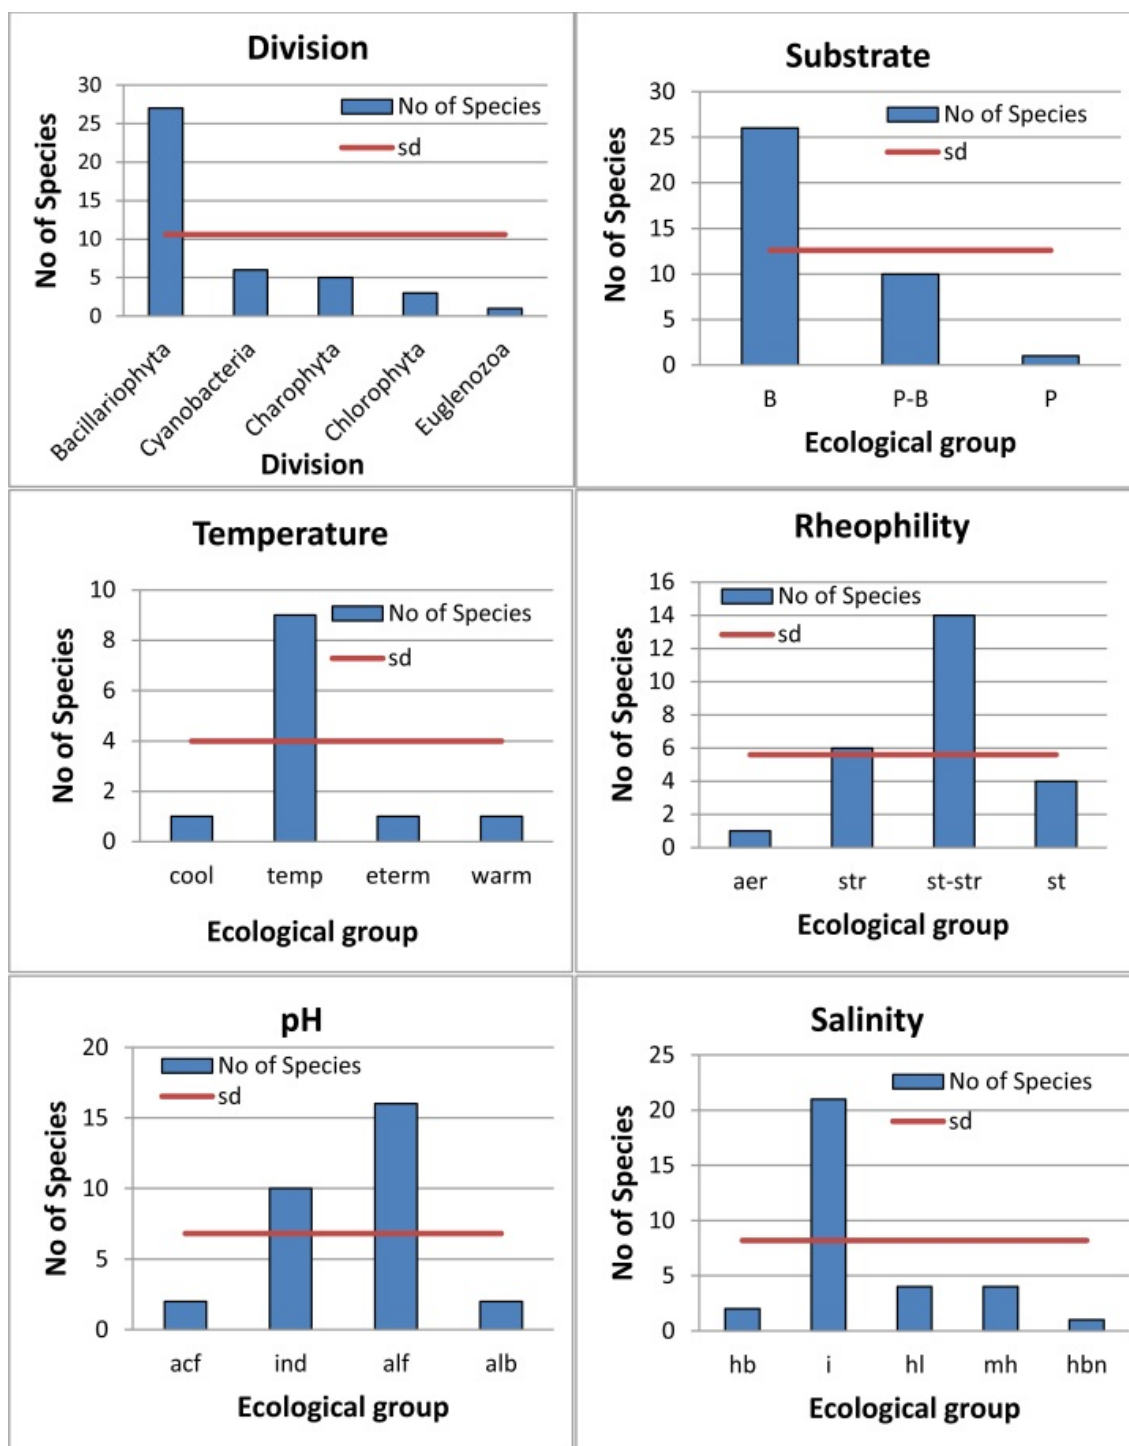 Division
No of Species
30
25
20
15
10
5
0
No of Species
sd
Bacillariophyta
Cyanobacteria
Charophyta
Chlorophyta
Euglenozoa
Division
Substrate
No of Species
30
25
20
15
10
5
0
No of Species
sd
B P-B P
Ecological group
Temperature
No of Species
10
8
6
4
2
0
No of Species
sd
cool temp eterm warm
Ecological group
Rheophility
No of Species
16
14
12
10
8
6
4
2
0
No of Species
sd
aer str st-str st
Ecological group
pH
No of Species
20
15
10
5
0
No of Species
sd
acf ind alf alb
Ecological group
Salinity
No of Species
25
20
15
10
5
0
No of Species
sd
hb i hl mh hbn
Ecological group